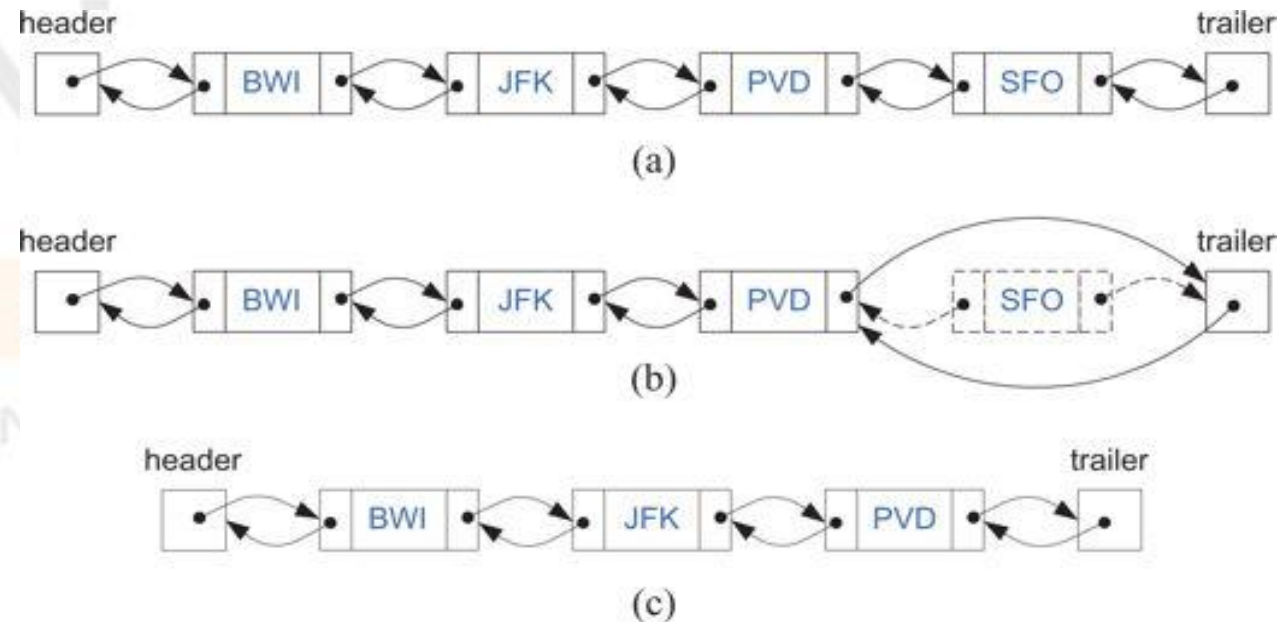 header trailer
BWI JFK PVD SFO
(a)
header trailer
BWI JFK PVD SFO
(b)
header trailer
BWI JFK PVD
(c)